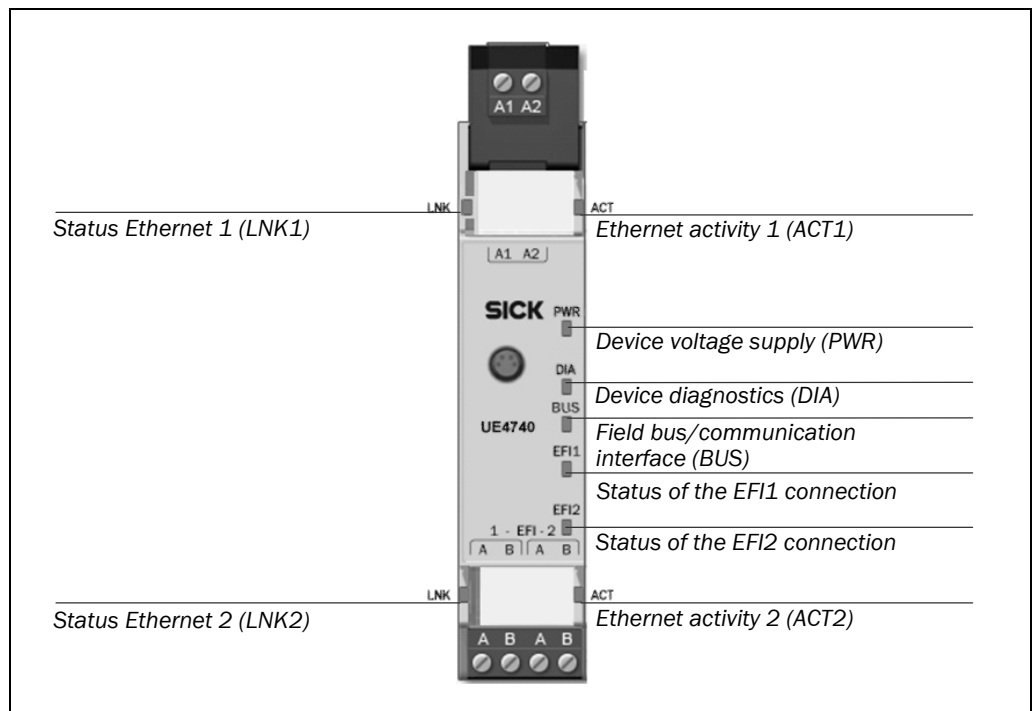 A1 A2
LNK
ACT
Status Ethernet 1 (LNK1)
Ethernet activity 1 (ACT1)
A1 A2
SICK
PWR
Device voltage supply (PWR)
DIA
Device diagnostics (DIA)
BUS
UE4740
Field bus/communication
interface (BUS)
EFI1
Status of the EFI1 connection
EFI2
1 - EFI - 2
A B A B
Status of the EFI2 connection
LNK
ACT
Status Ethernet 2 (LNK2)
Ethernet activity 2 (ACT2)
A B A B